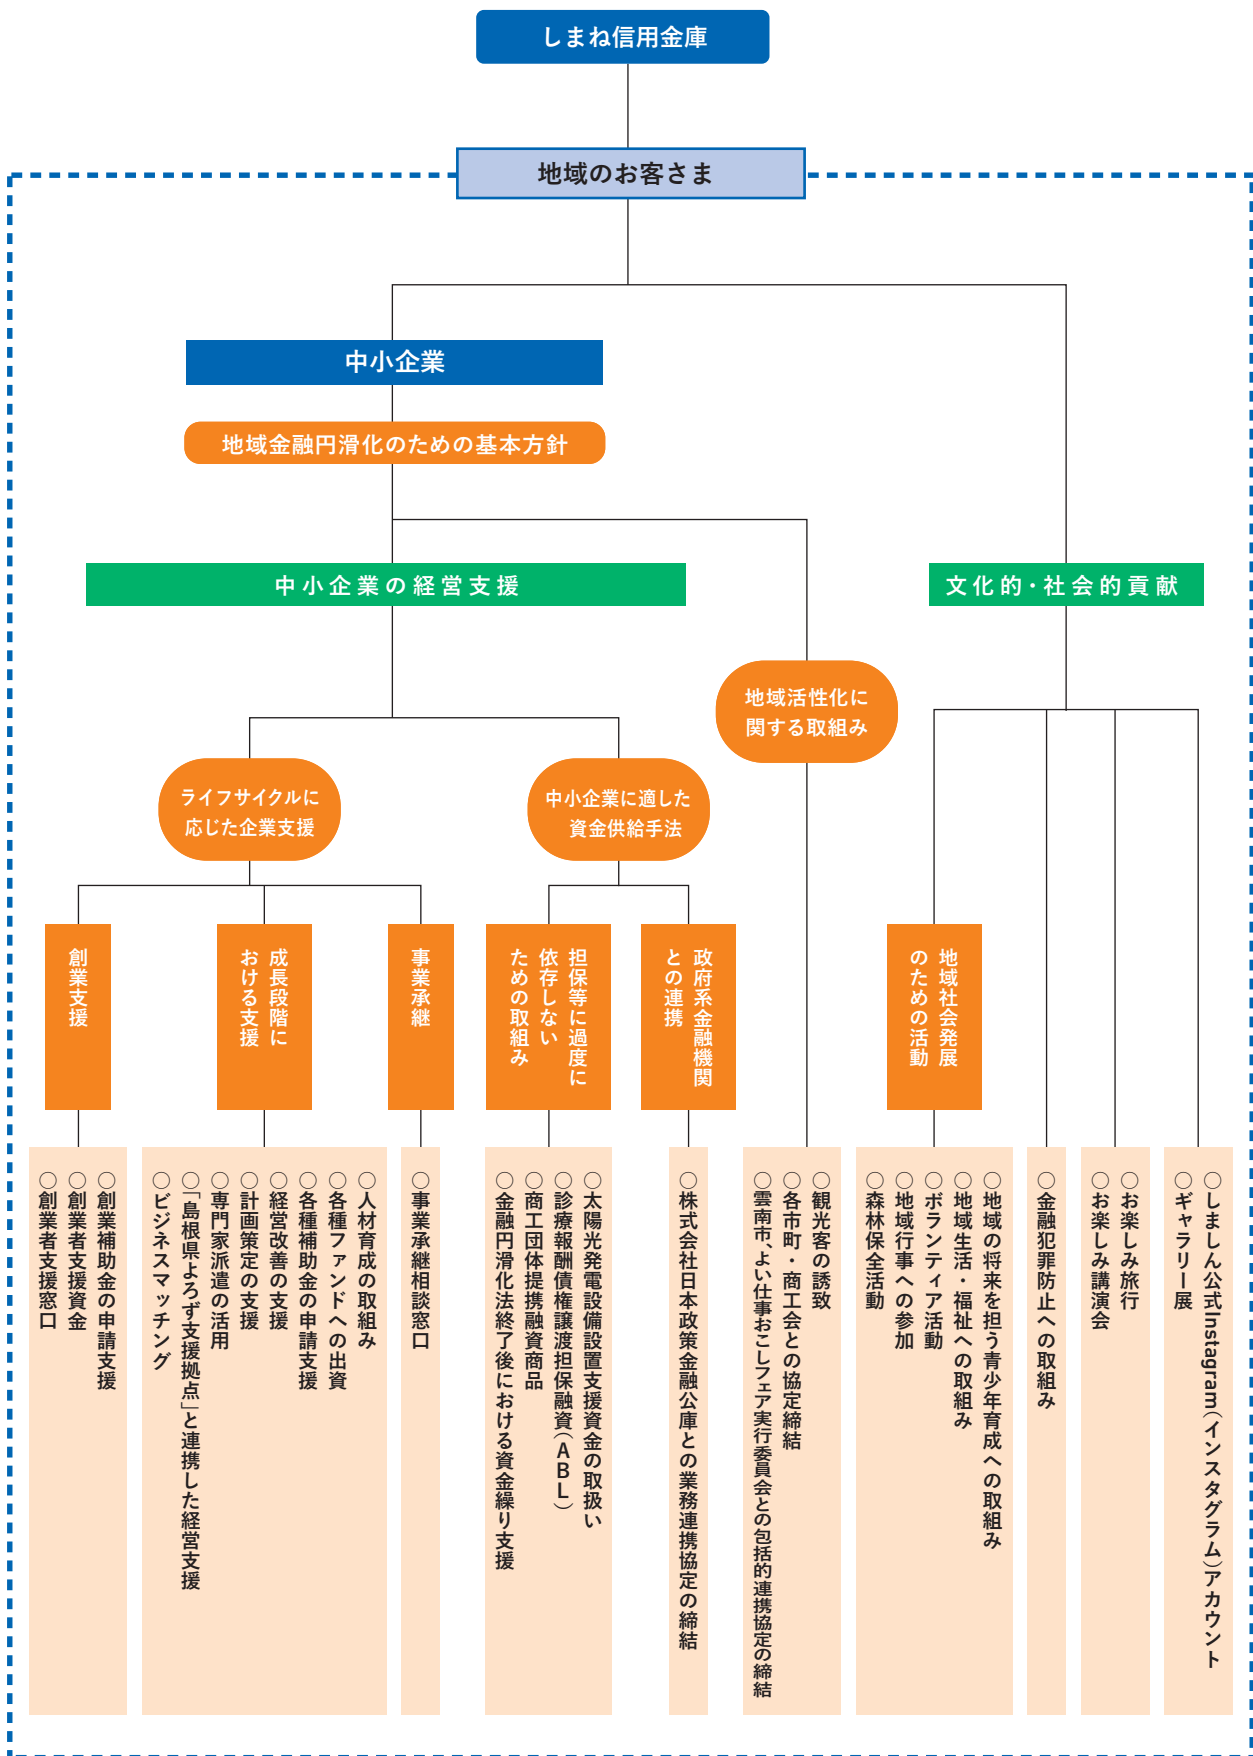 しまね信用金庫
地域のお客さま
中小企業
地域金融円滑化のための基本方針
中小企業の経営支援
文化的・社会的貢献
地域活性化に
関する取組み
ライフサイクルに
応じた企業支援
中小企業に適した
資金供給手法
創業支援
成長段階に
おける支援
事業承継
担保等に過度に
依存しない
ための取組み
政府系金融機関
との連携
地域社会発展
のための活動
○創業補助金の申請支援
○創業者支援資金
○創業者支援窓口
○人材育成の取組み
○各種ファンドへの出資
○各種補助金の申請支援
○経営改善の支援
○計画策定の支援
○専門家派遣の活用
○「島根県よろず支援拠点」と連携した経営支援
○ビジネスマッチング
○事業承継相談窓口
○太陽光発電設備設置支援資金の取扱い
○診療報酬債権譲渡担保融資(ABL)
○商工団体提携融資商品
○金融円滑化法終了後における資金繰り支援
○株式会社日本政策金融公庫との業務連携協定の締結
○観光客の誘致
○各市町・商工会との協定締結
○雲南市、よい仕事おこしフェア実行委員会との包括的連携協定の締結
○地域の将来を担う青少年育成への取組み
○地域生活・福祉への取組み
○ボランティア活動
○地域行事への参加
○森林保全活動
○金融犯罪防止への取組み
○お楽しみ旅行
○お楽しみ講演会
○しましん公式Instagram(インスタグラム)アカウント
○ギャラリー展